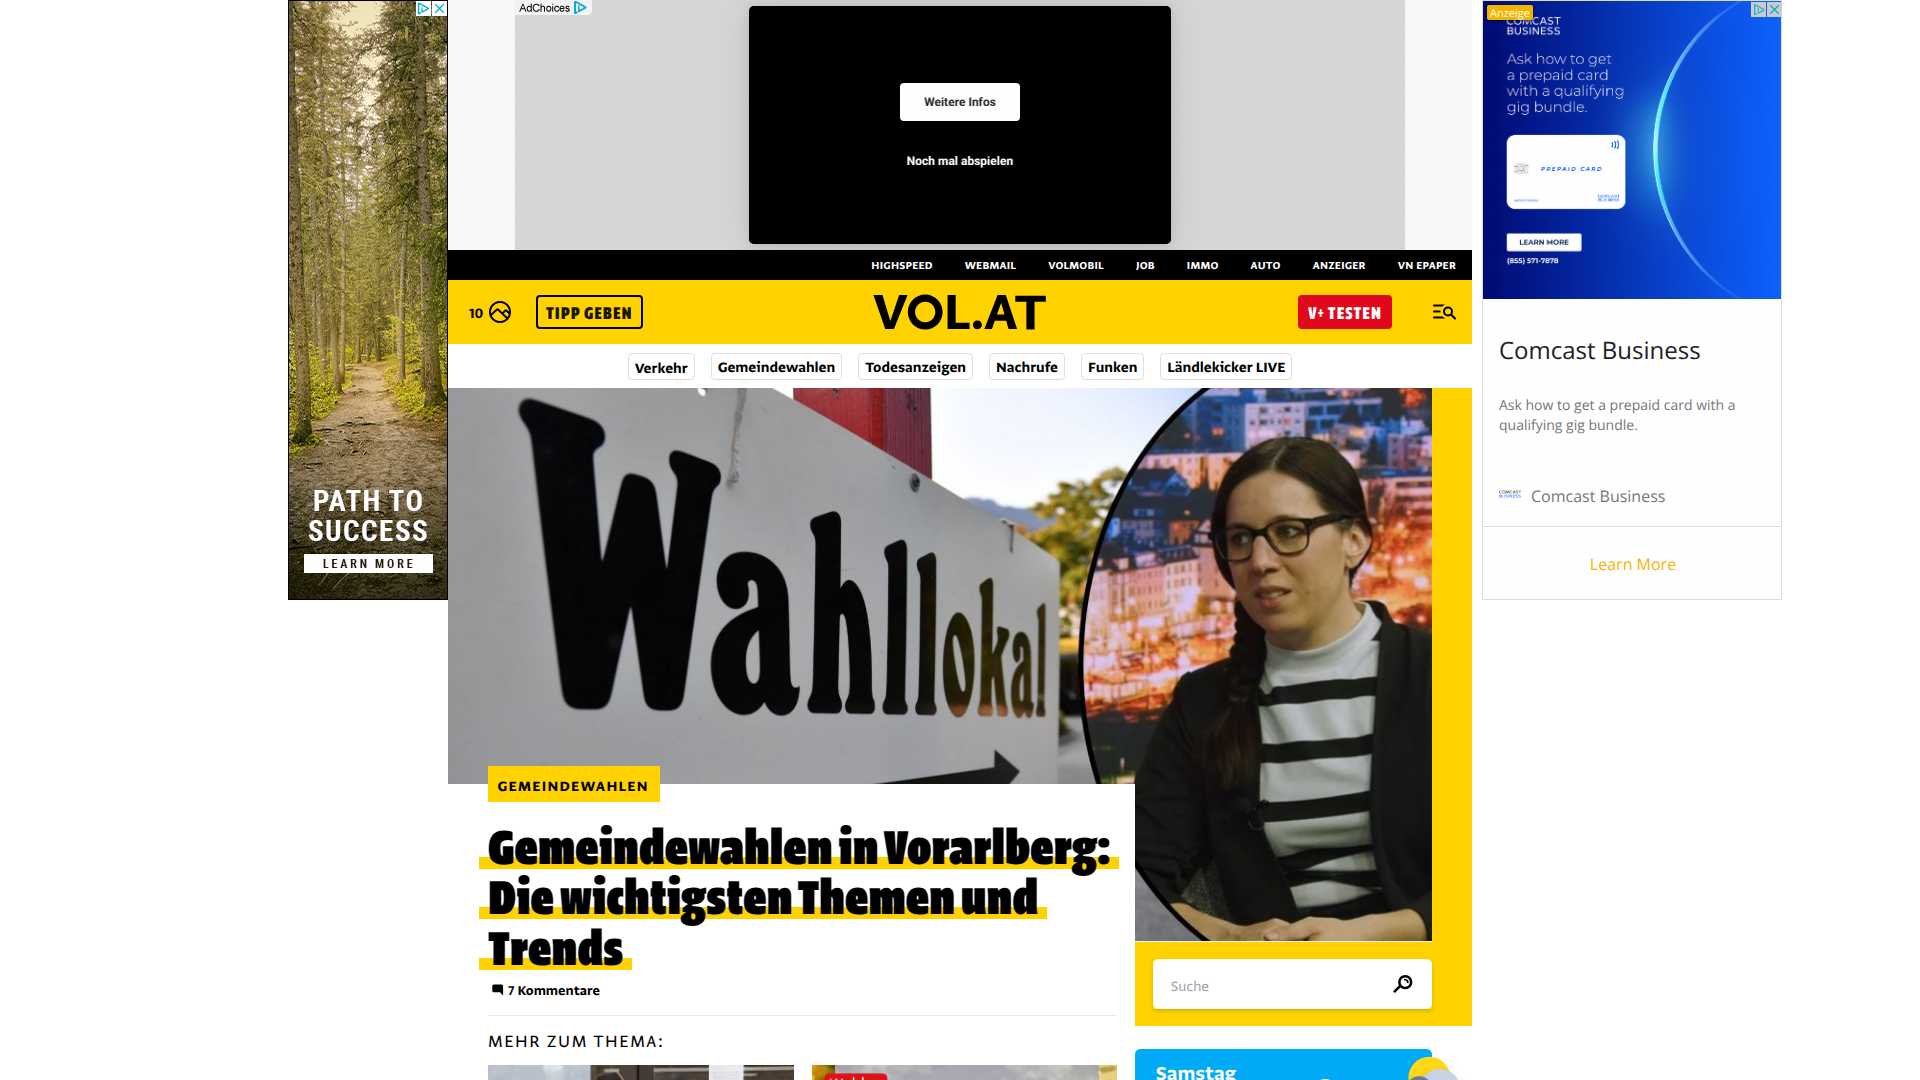 AdChoices
Weitere Infos
Noch mal abspielen
PATH TO
SUCCESS
LEARN MORE
Anzeige
COMCAST
BUSINESS
Ask how to get
a prepaid card
with a qualifying
gig bundle.
PREPAID CARD
LEARN MORE
(855) 571-7878
Comcast Business
Ask how to get a prepaid card with a
qualifying gig bundle.
Comcast Business
Learn More
HIGHSPEED WEBMAIL VOLMOBIL JOB IMMO AUTO ANZEIGER VN EPAPER
10
TIPP GEBEN
VOL.AT
V+ TESTEN
Verkehr Gemeindewahlen Todesanzeigen Nachrufe Funken Ländlekicker LIVE
Wahllokal
GEMEINDEWAHLEN
Gemeindewahlen in Vorarlberg:
Die wichtigsten Themen und
Trends
7 Kommentare
Suche
MEHR ZUM THEMA:
Samstag